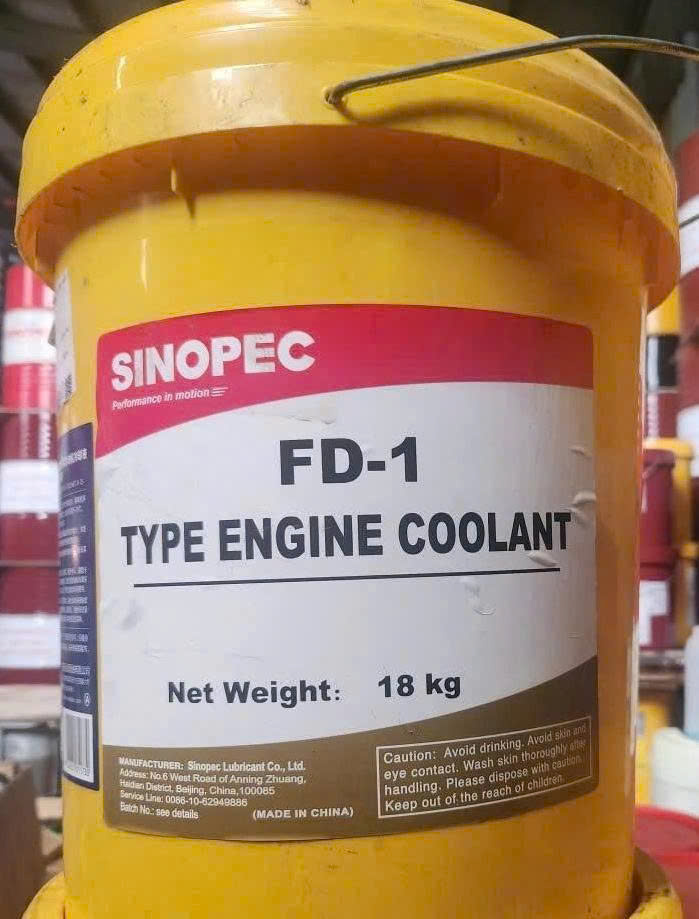 SINOPEC
Performance in motion
FD-1
TYPE ENGINE COOLANT
Net Weight: 18 kg
MANUFACTURER: Sinopec Lubricant Co., Ltd.
Address: No.6 West Road of Anning Zhuang,
Haidian District, Beijing, China,100085
Service Line: 0086-10-62949886
Batch No.: see details
(MADE IN CHINA)
Caution: Avoid drinking. Avoid skin and
eye contact. Wash skin thoroughly after
handling. Please dispose with caution.
Keep out of the reach of children.